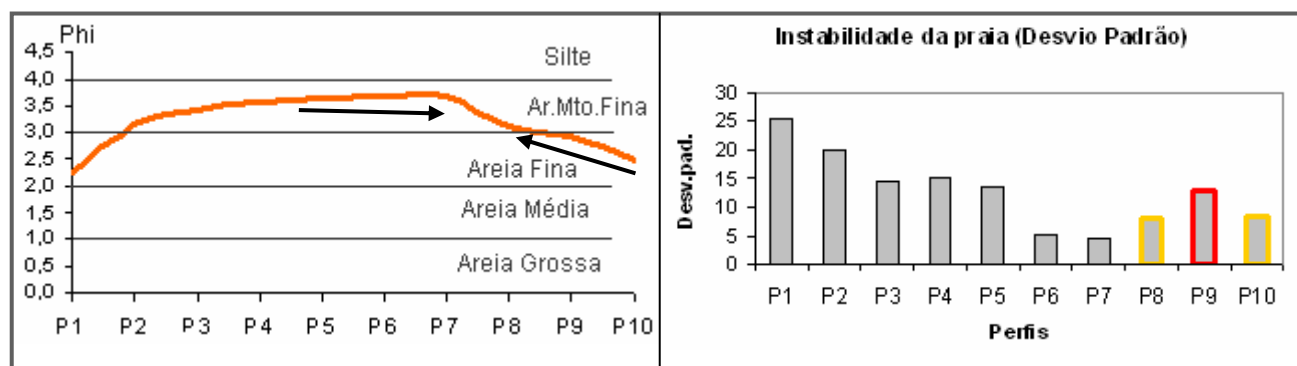 Phi
4,5
4,0
3,5
3,0
2,5
2,0
1,5
1,0
0,5
0,0
Silte
Ar.Mto.Fina
Areia Fina
Areia Média
Areia Grossa
P1 P2 P3 P4 P5 P6 P7 P8 P9 P10
Instabilidade da praia (Desvio Padrão)
Desv.pad.
30
25
20
15
10
5
0
P1 P2 P3 P4 P5 P6 P7 P8 P9 P10
Perfis